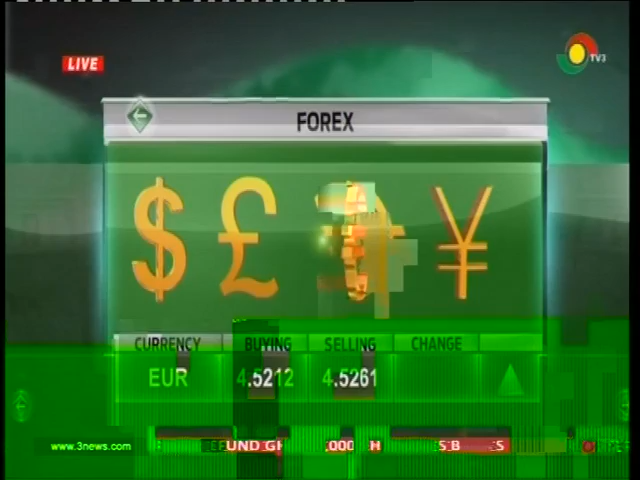 LIVE
TV3
FOREX
$ £ ¥
CURRENCY BUYING SELLING CHANGE
EUR 4.5212 4.5261
www.3news.com